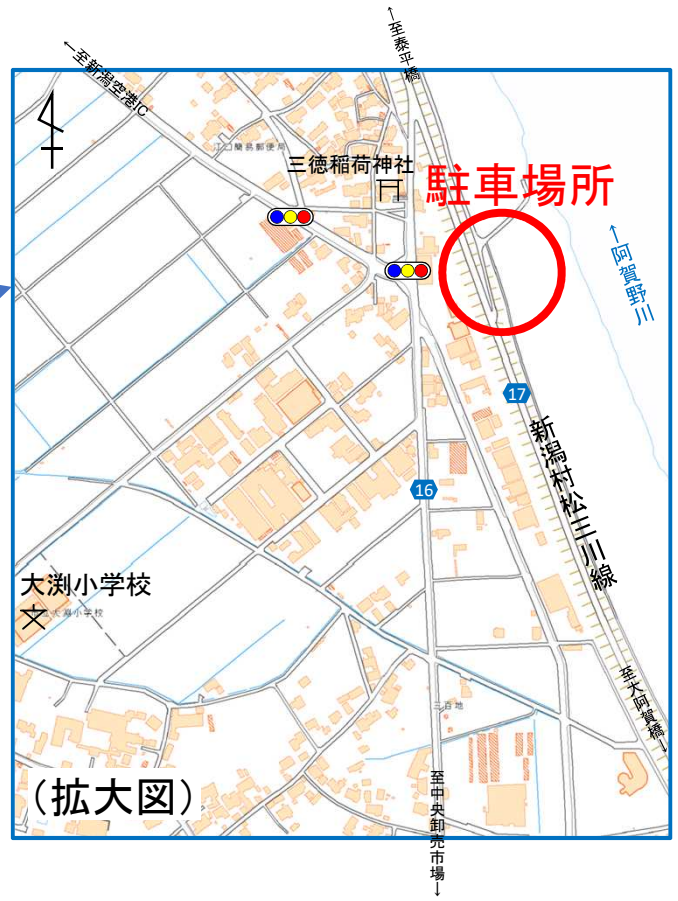 ←至泰平橋
←至新潟空港IC
江口簡易郵便局
三徳稲荷神社
駐車場所
←阿賀野川
17
新潟村松三川線
16
大渕小学校
大渕小学校
三百地
至大阿賀橋→
(拡大図)
至中央卸売市場→